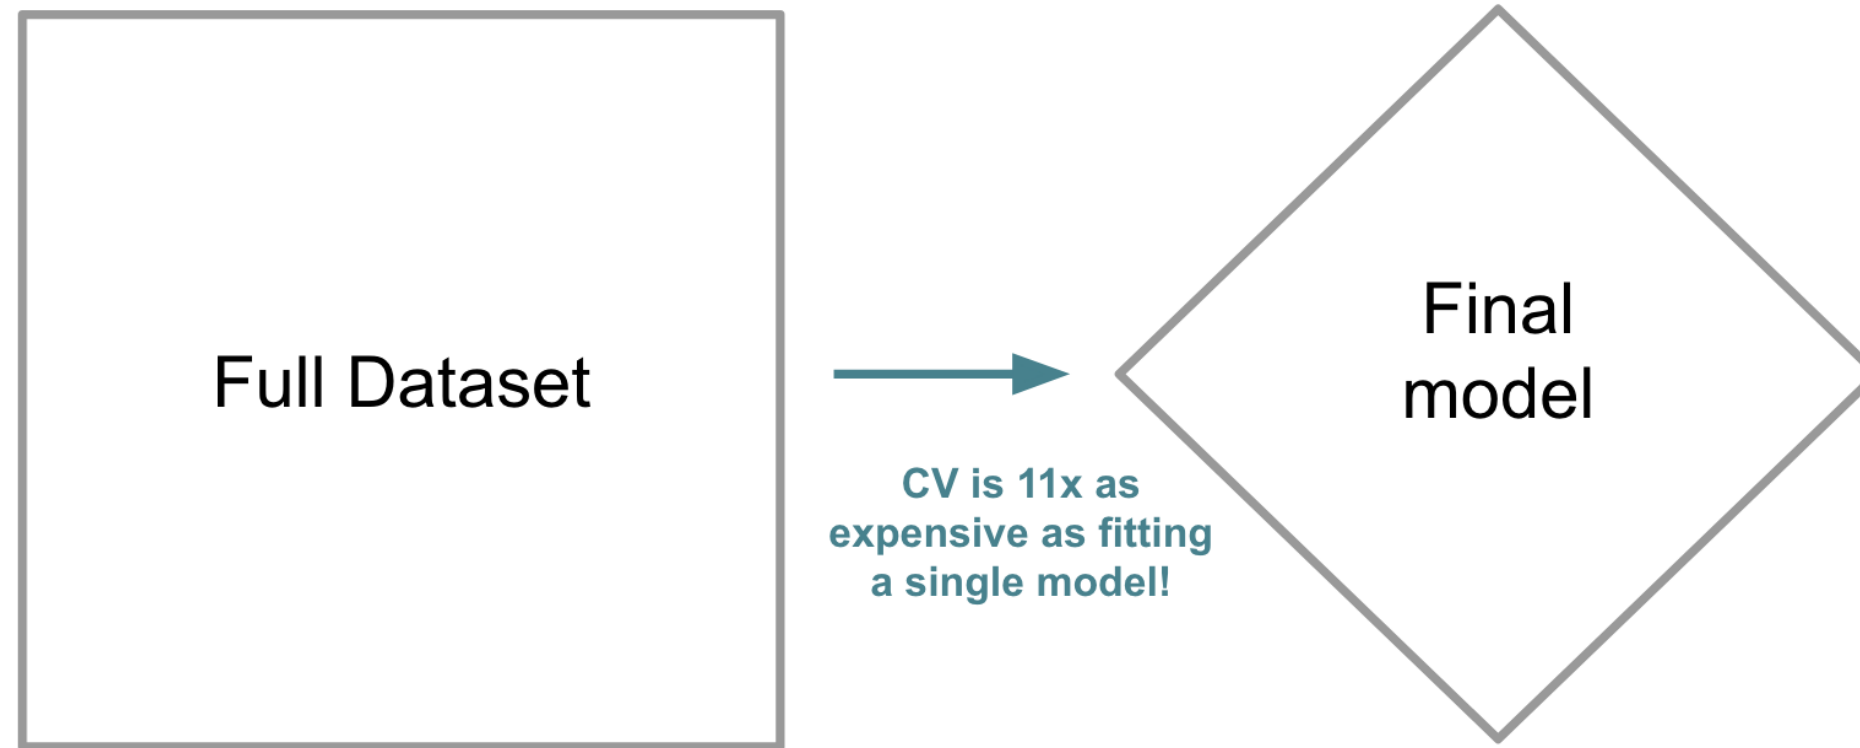 Full Dataset
CV is 11x as
expensive as fitting
a single model!
Final
model